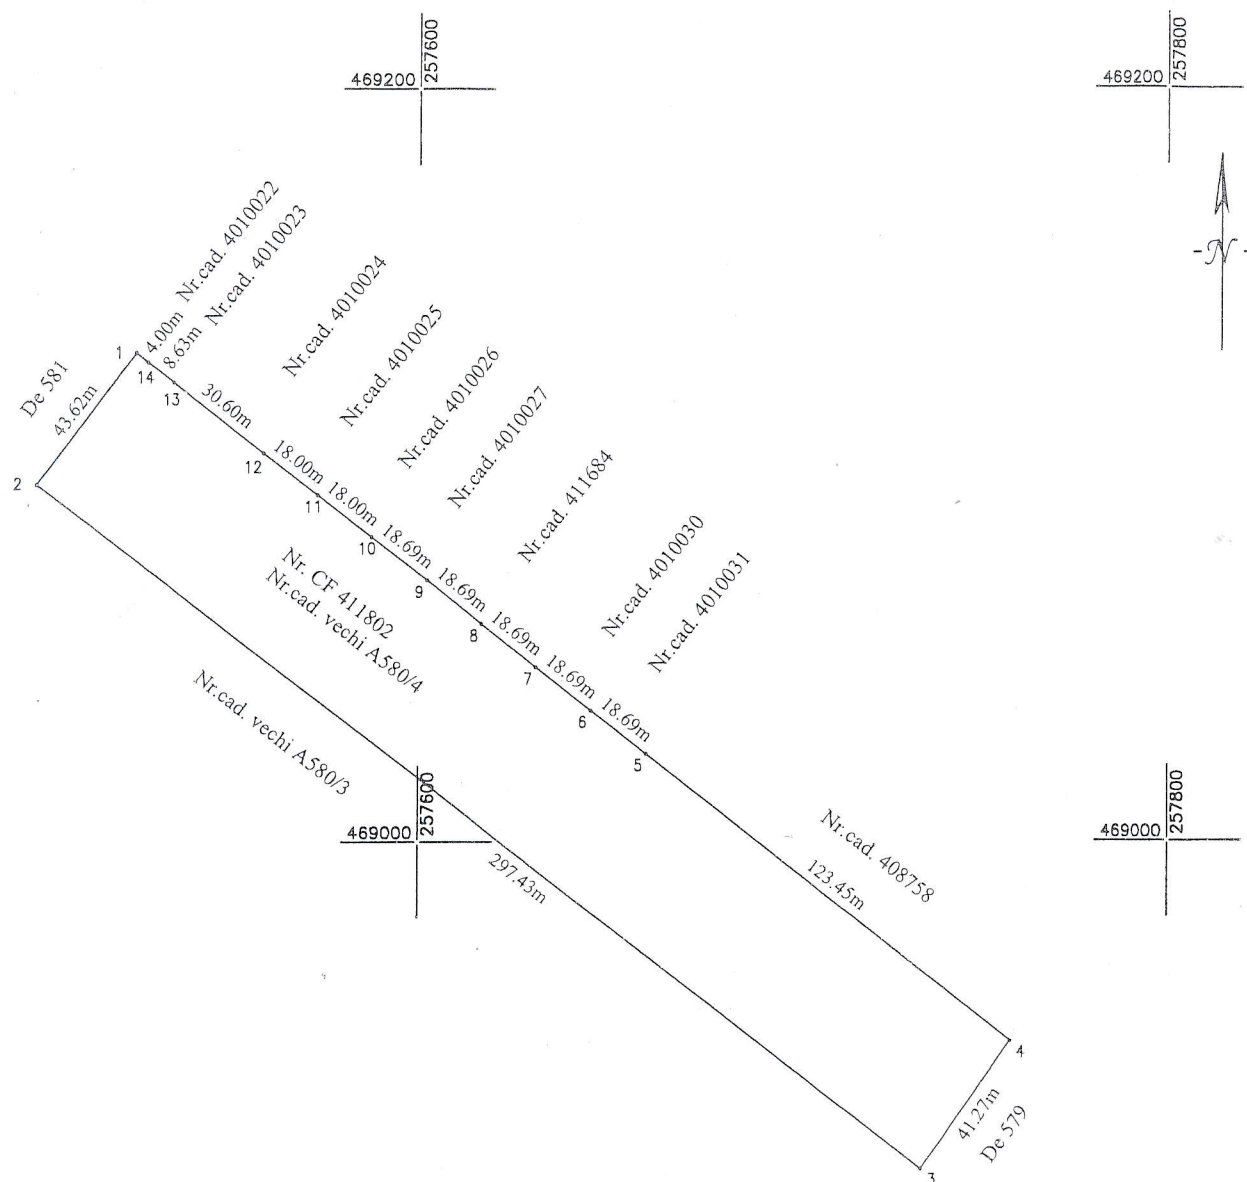 257600
469200
257800
469200
-N-
Nr.cad. 4010022
Nr.cad. 4010023
Nr.cad. 4010024
Nr.cad. 4010025
Nr.cad. 4010026
Nr.cad. 4010027
Nr.cad. 411684
Nr.cad. 4010030
Nr.cad. 4010031
1
4.00m
14
8.63m
13
De 581
43.62m
2
30.60m
12
18.00m
11
18.00m
10
18.69m
9
18.69m
8
18.69m
7
18.69m
6
18.69m
5
Nr. CF 411802
Nr.cad. vechi A580/4
Nr.cad. vechi A580/3
257600
469000
257800
469000
297.43m
Nr.cad. 408758
123.45m
4
41.27m
De 579
3